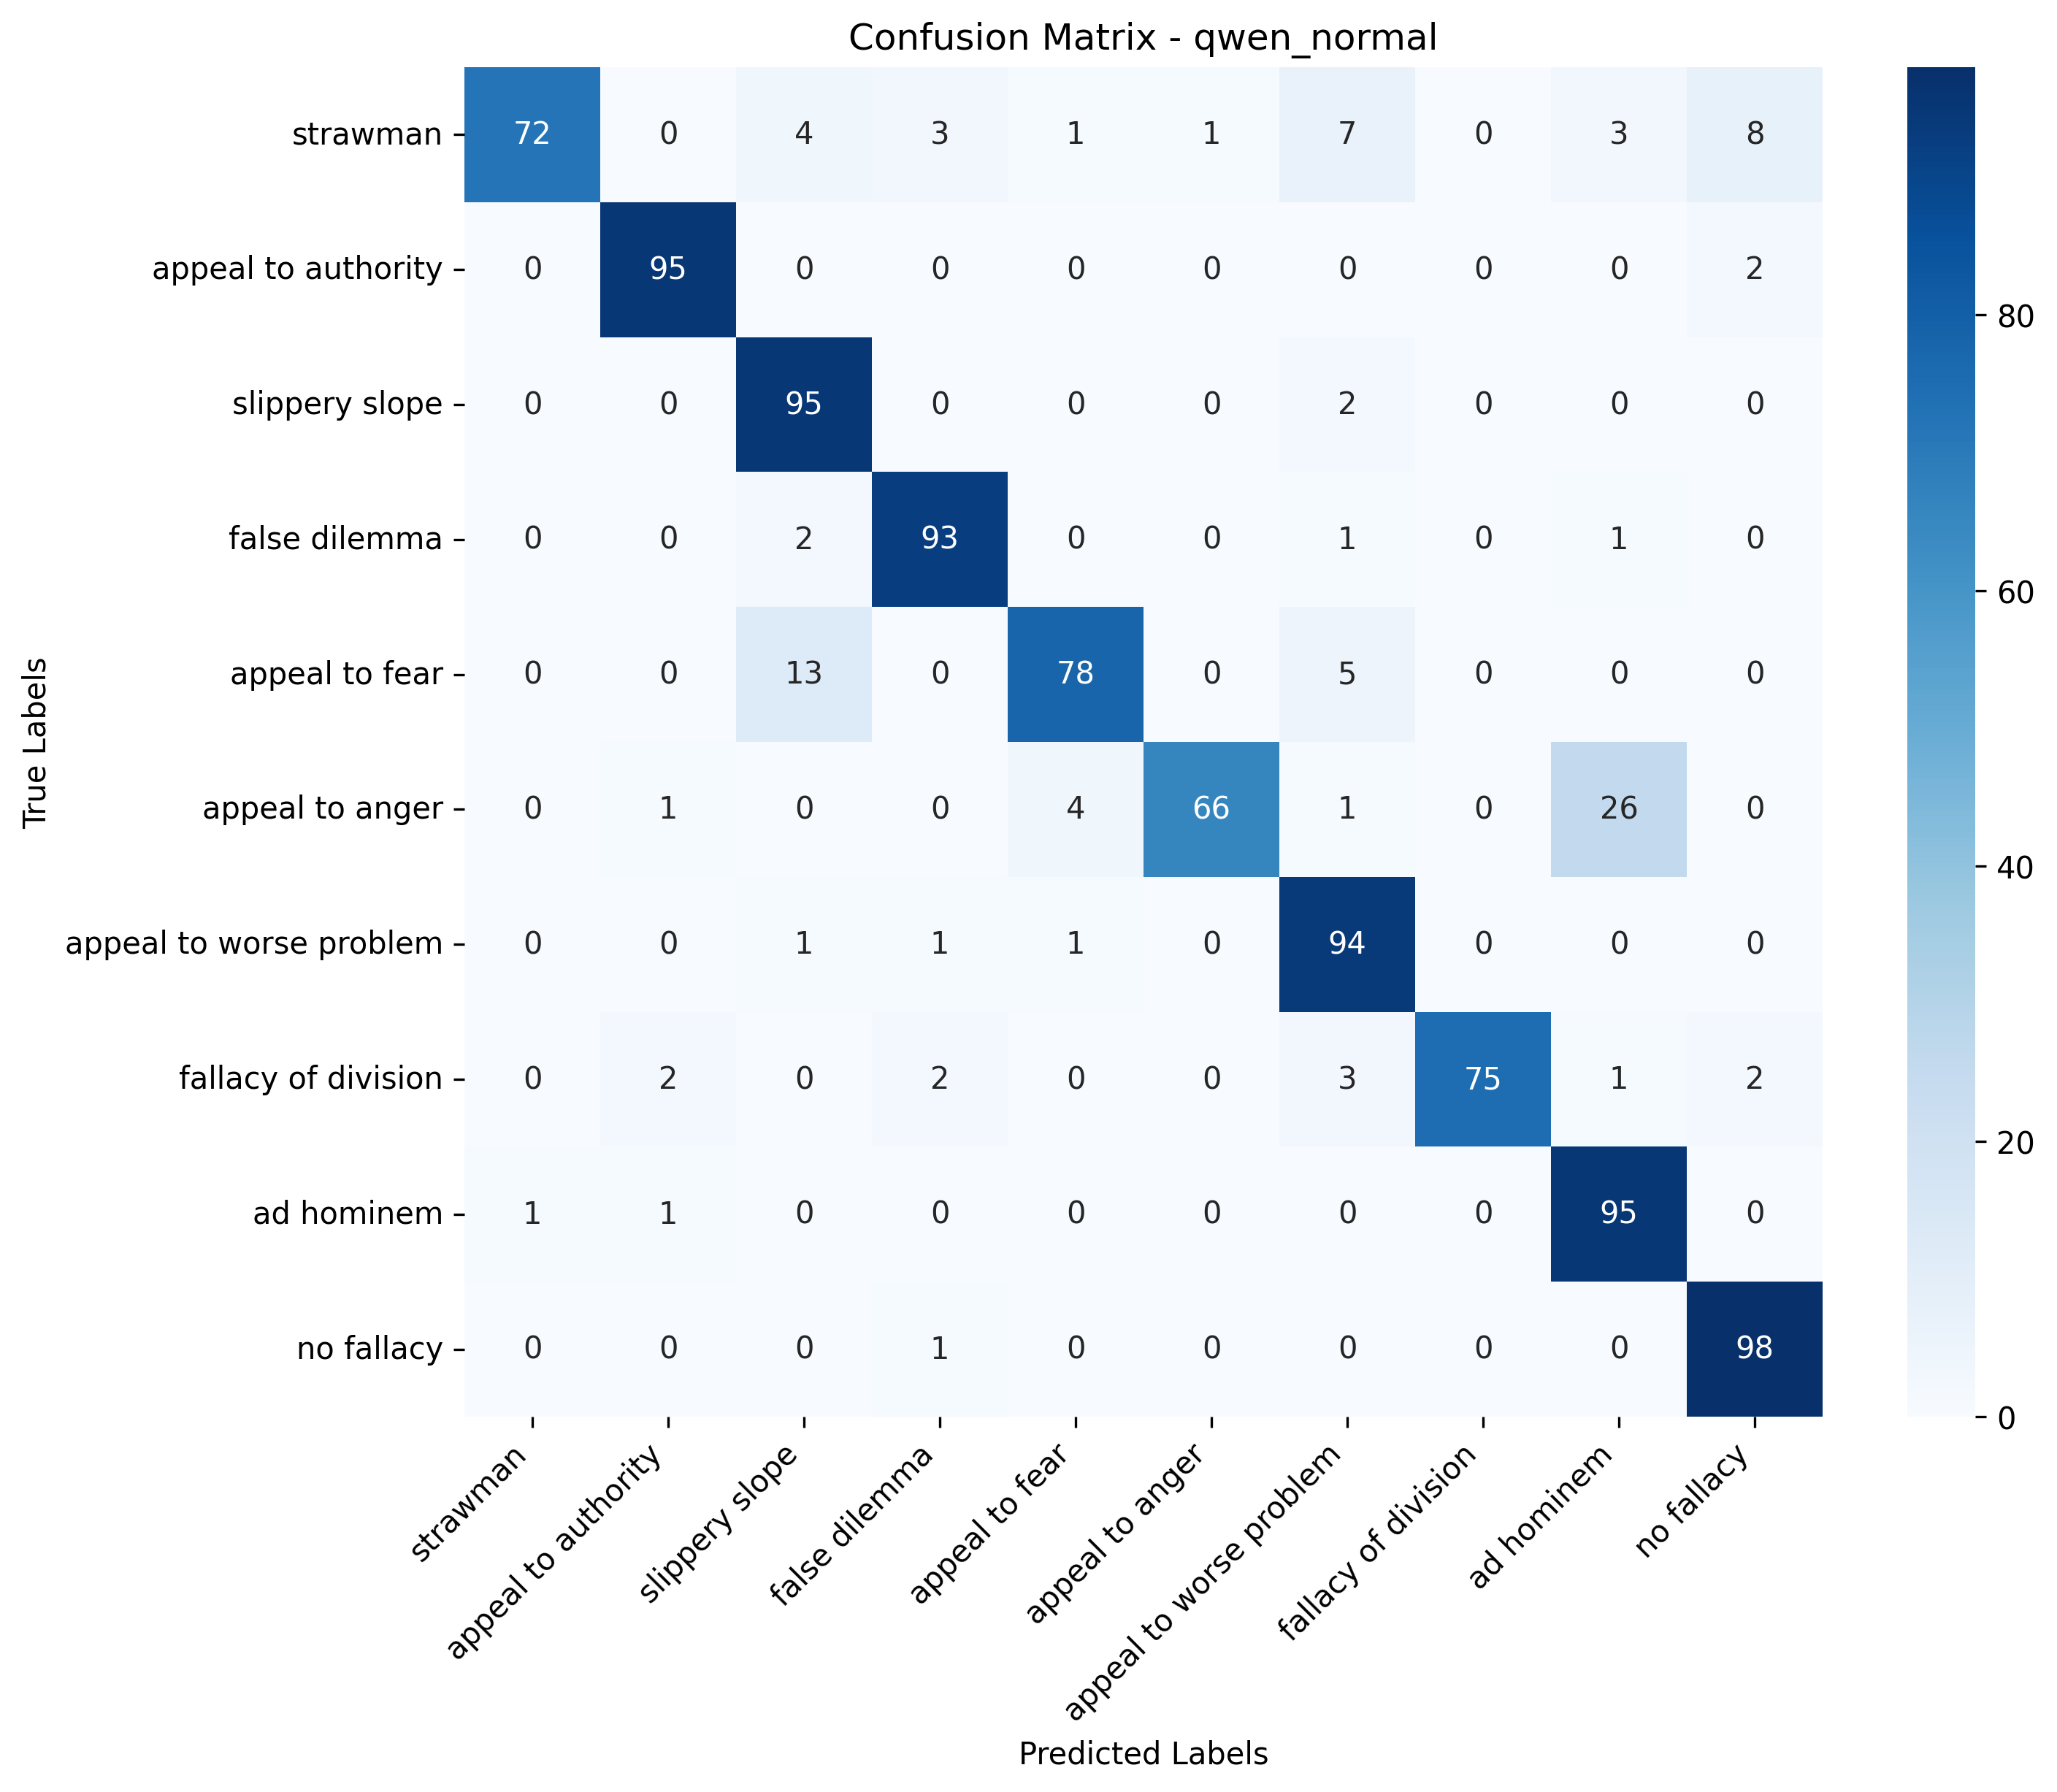 Confusion Matrix - qwen_normal
strawman 72 0 4 3 1 1 7 0 3 8
appeal to authority 0 95 0 0 0 0 0 0 0 2
slippery slope 0 0 95 0 0 0 2 0 0 0
false dilemma 0 0 2 93 0 0 1 0 1 0
appeal to fear 0 0 13 0 78 0 5 0 0 0
appeal to anger 0 1 0 0 4 66 1 0 26 0
appeal to worse problem 0 0 1 1 1 0 94 0 0 0
fallacy of division 0 2 0 2 0 0 3 75 1 2
ad hominem 1 1 0 0 0 0 0 0 95 0
no fallacy 0 0 0 1 0 0 0 0 0 98
True Labels
strawman
appeal to authority
slippery slope
false dilemma
appeal to fear
appeal to anger
appeal to worse problem
fallacy of division
ad hominem
no fallacy
Predicted Labels
80
60
40
20
0